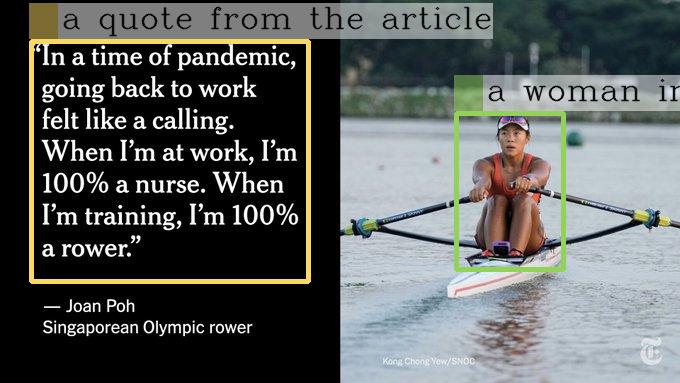 a quote from the article
"In a time of pandemic,
going back to work
felt like a calling.
When I'm at work, I'm
100% a nurse. When
I'm training, I'm 100%
a rower."
— Joan Poh
Singaporean Olympic rower
a woman in
Kong Chong Yew/SNOC
T